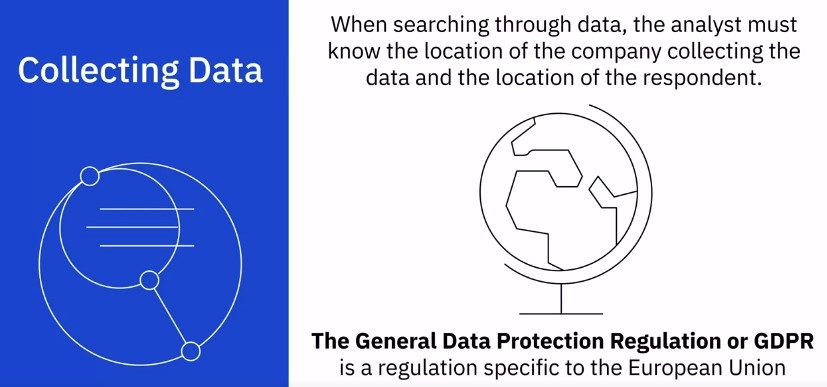 Collecting Data
When searching through data, the analyst must
know the location of the company collecting the
data and the location of the respondent.
The General Data Protection Regulation or GDPR
is a regulation specific to the European Union